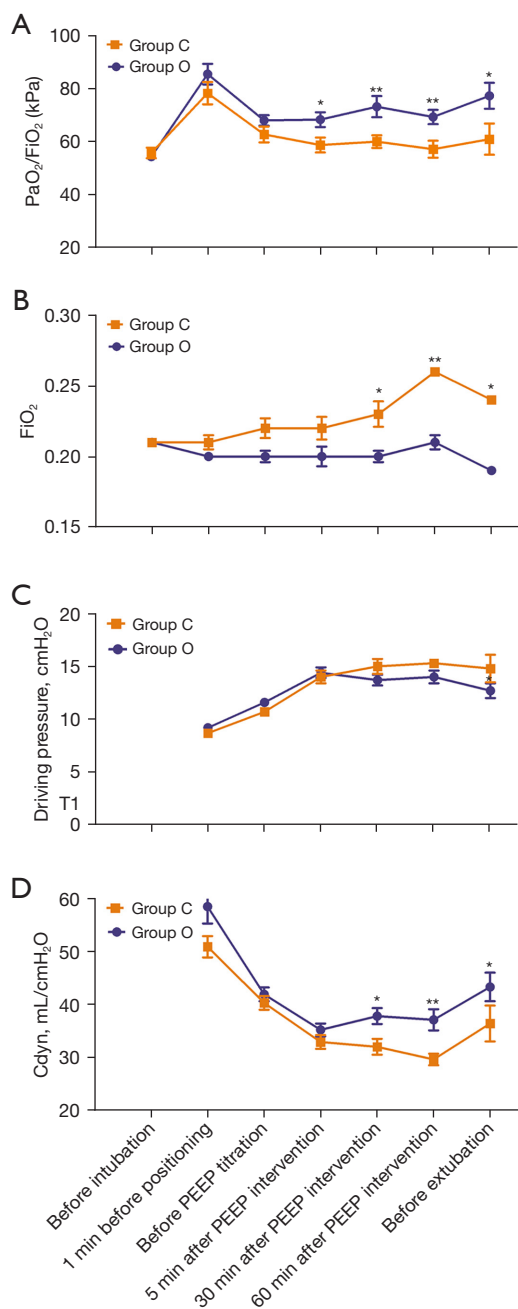 A
Group C
Group O
PaO₂/FiO₂ (kPa)
100
80
60
40
20
*
**
**
*
B
Group C
Group O
FiO₂
0.30
0.25
0.20
0.15
*
**
*
C
Group C
Group O
Driving pressure, cmH₂O
20
15
10
5
T1
0
*
D
Group C
Group O
Cdyn, mL/cmH₂O
60
50
40
30
20
*
**
*
Before intubation
1 min before positioning
Before PEEP titration
5 min after PEEP intervention
30 min after PEEP intervention
60 min after PEEP intervention
Before extubation